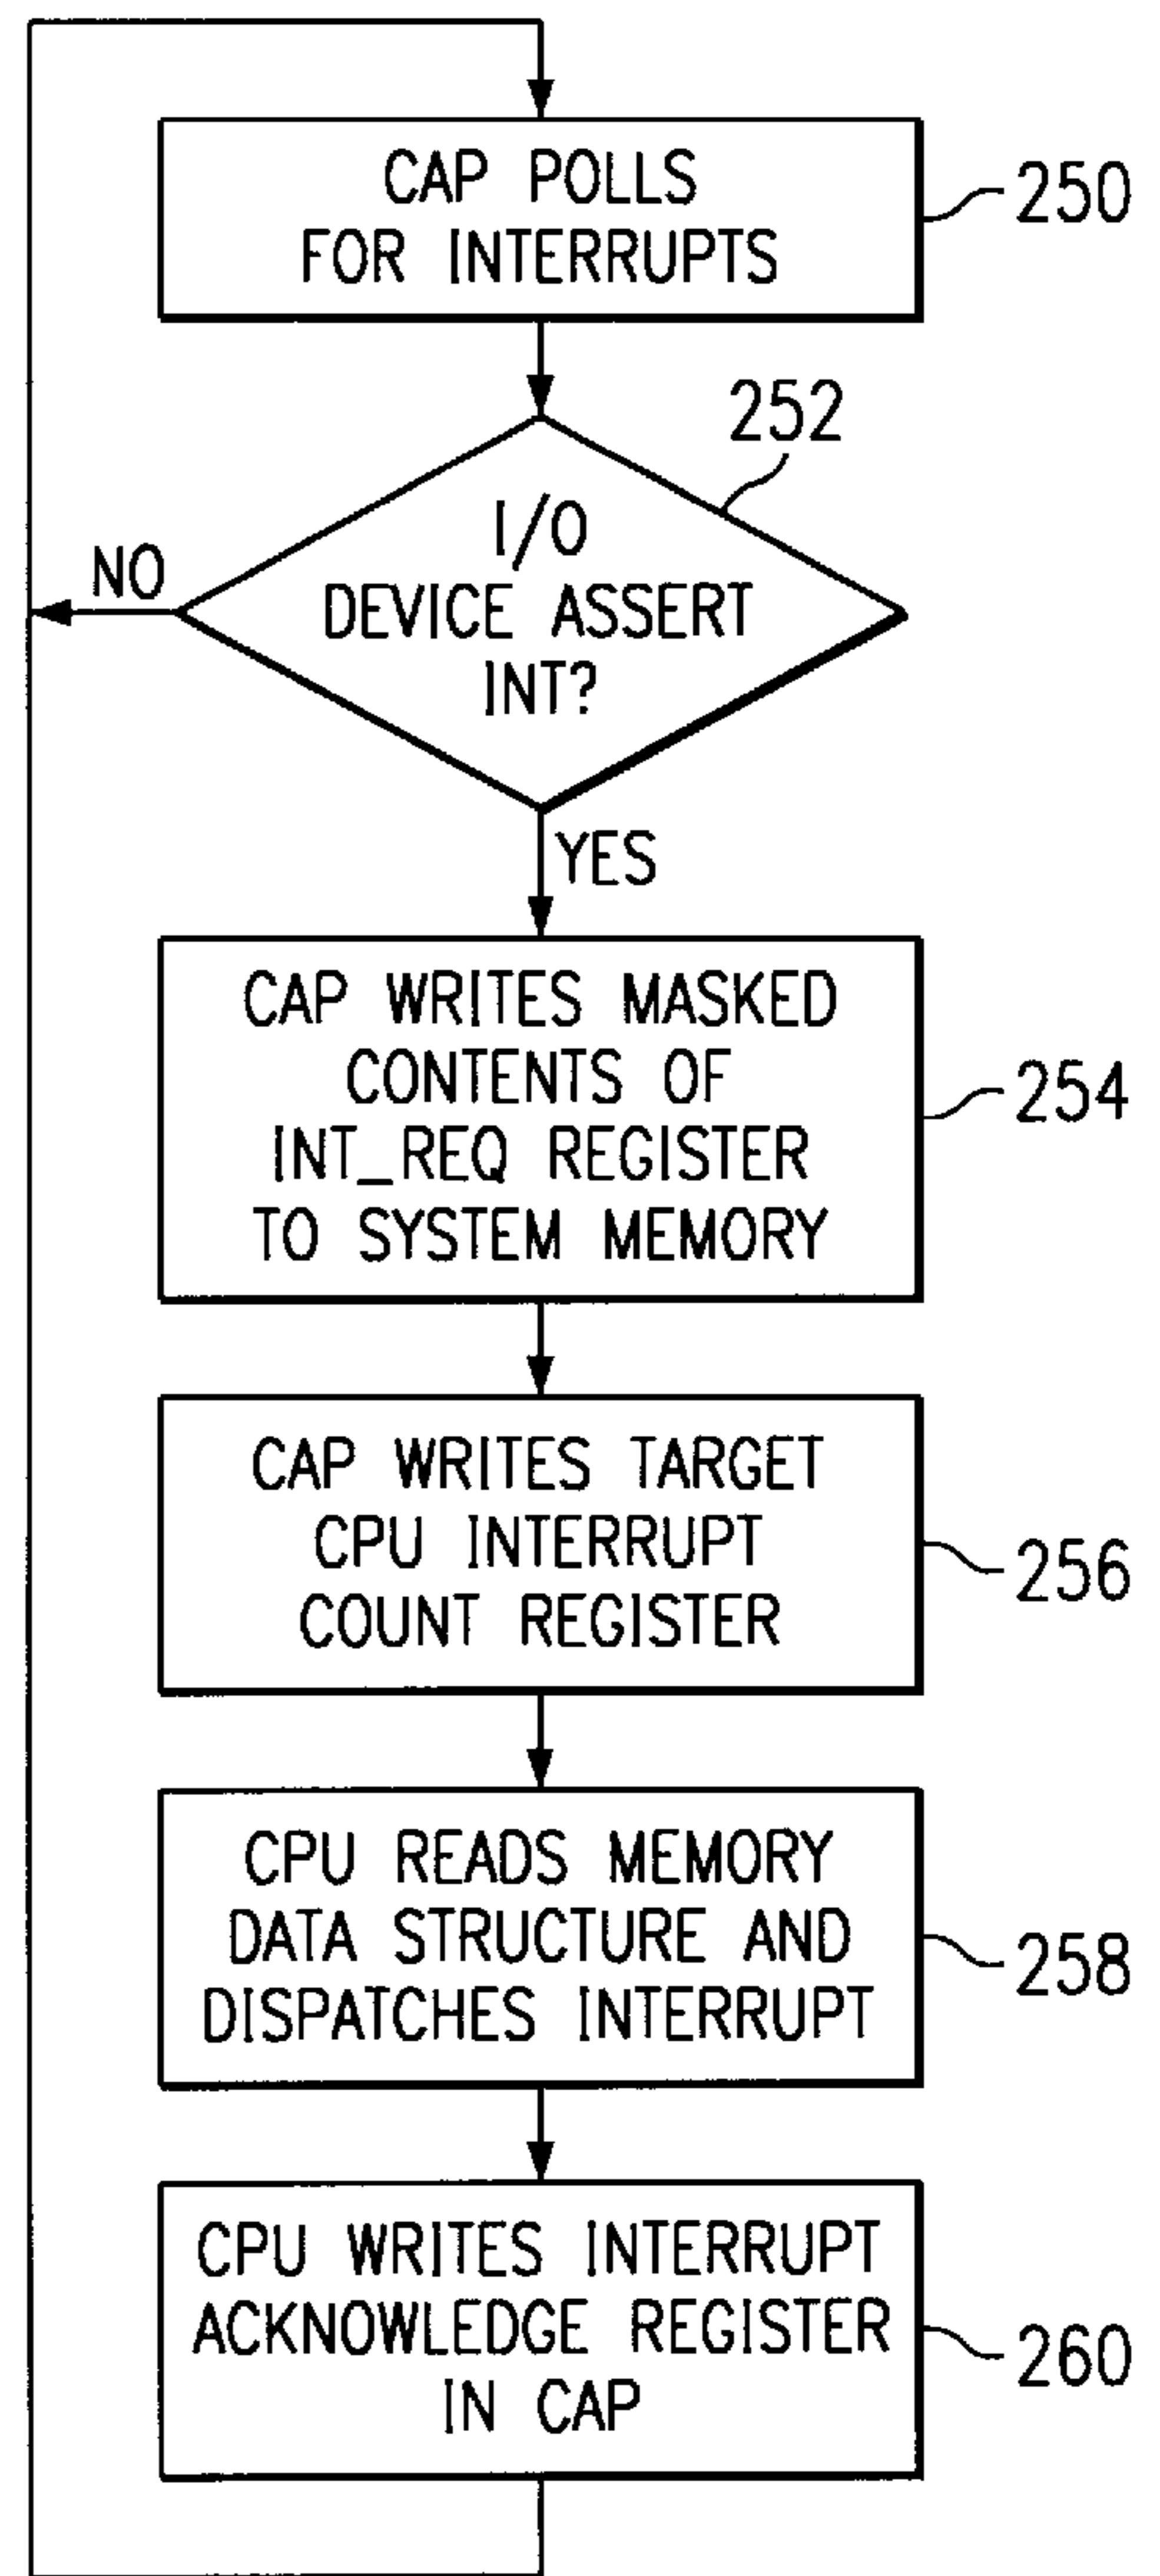 CAP POLLS
FOR INTERRUPTS
250
252
I/O
DEVICE ASSERT
INT?
NO
YES
CAP WRITES MASKED
CONTENTS OF
INT_REQ REGISTER
TO SYSTEM MEMORY
254
CAP WRITES TARGET
CPU INTERRUPT
COUNT REGISTER
256
CPU READS MEMORY
DATA STRUCTURE AND
DISPATCHES INTERRUPT
258
CPU WRITES INTERRUPT
ACKNOWLEDGE REGISTER
IN CAP
260